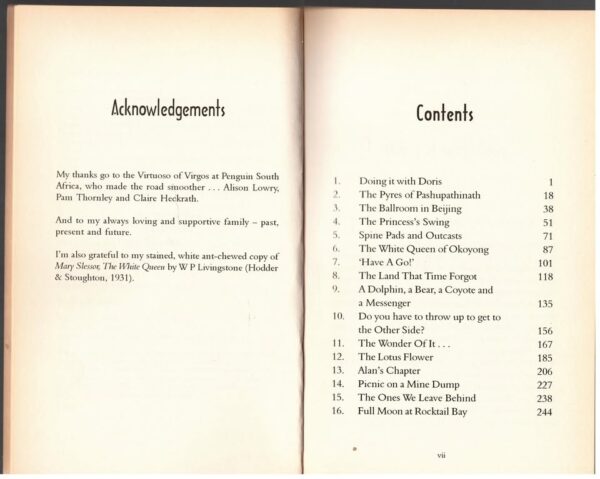 Acknowledgements
My thanks go to the Virtuoso of Virgos at Penguin South
Africa, who made the road smoother . . . Alison Lowry,
Pam Thornley and Claire Heckrath.
And to my always loving and supportive family – past,
present and future.
I'm also grateful to my stained, white ant-chewed copy of
Mary Slessor, The White Queen by W P Livingstone (Hodder
& Stoughton, 1931).
Contents
1. Doing it with Doris 1
2. The Pyres of Pashupathinath 18
3. The Ballroom in Beijing 38
4. The Princess's Swing 51
5. Spine Pads and Outcasts 71
6. The White Queen of Okoyong 87
7. 'Have A Go!' 101
8. The Land That Time Forgot 118
9. A Dolphin, a Bear, a Coyote and
a Messenger 135
10. Do you have to throw up to get to
the Other Side? 156
11. The Wonder Of It . . . 167
12. The Lotus Flower 185
13. Alan's Chapter 206
14. Picnic on a Mine Dump 227
15. The Ones We Leave Behind 238
16. Full Moon at Rocktail Bay 244
vii